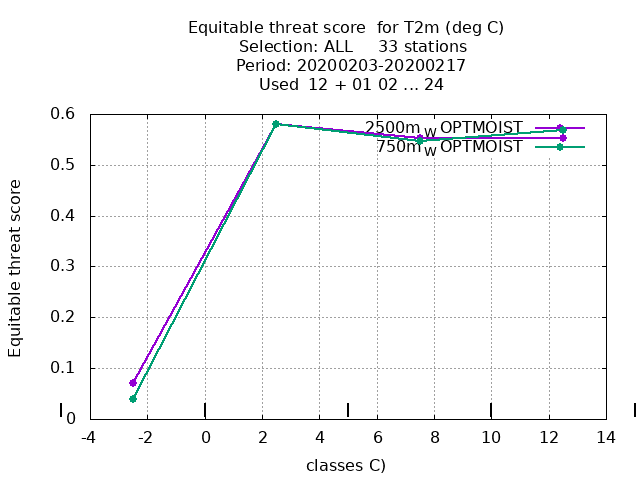 Equitable threat score  for T2m (deg C)
Selection: ALL     33 stations
Period: 20200203-20200217
Used  12 + 01 02 ... 24
2500m_W OPTMOIST
750m_W OPTMOIST
Equitable threat score
0.6
0.5
0.4
0.3
0.2
0.1
0
-4 -2 0 2 4 6 8 10 12 14
classes C)